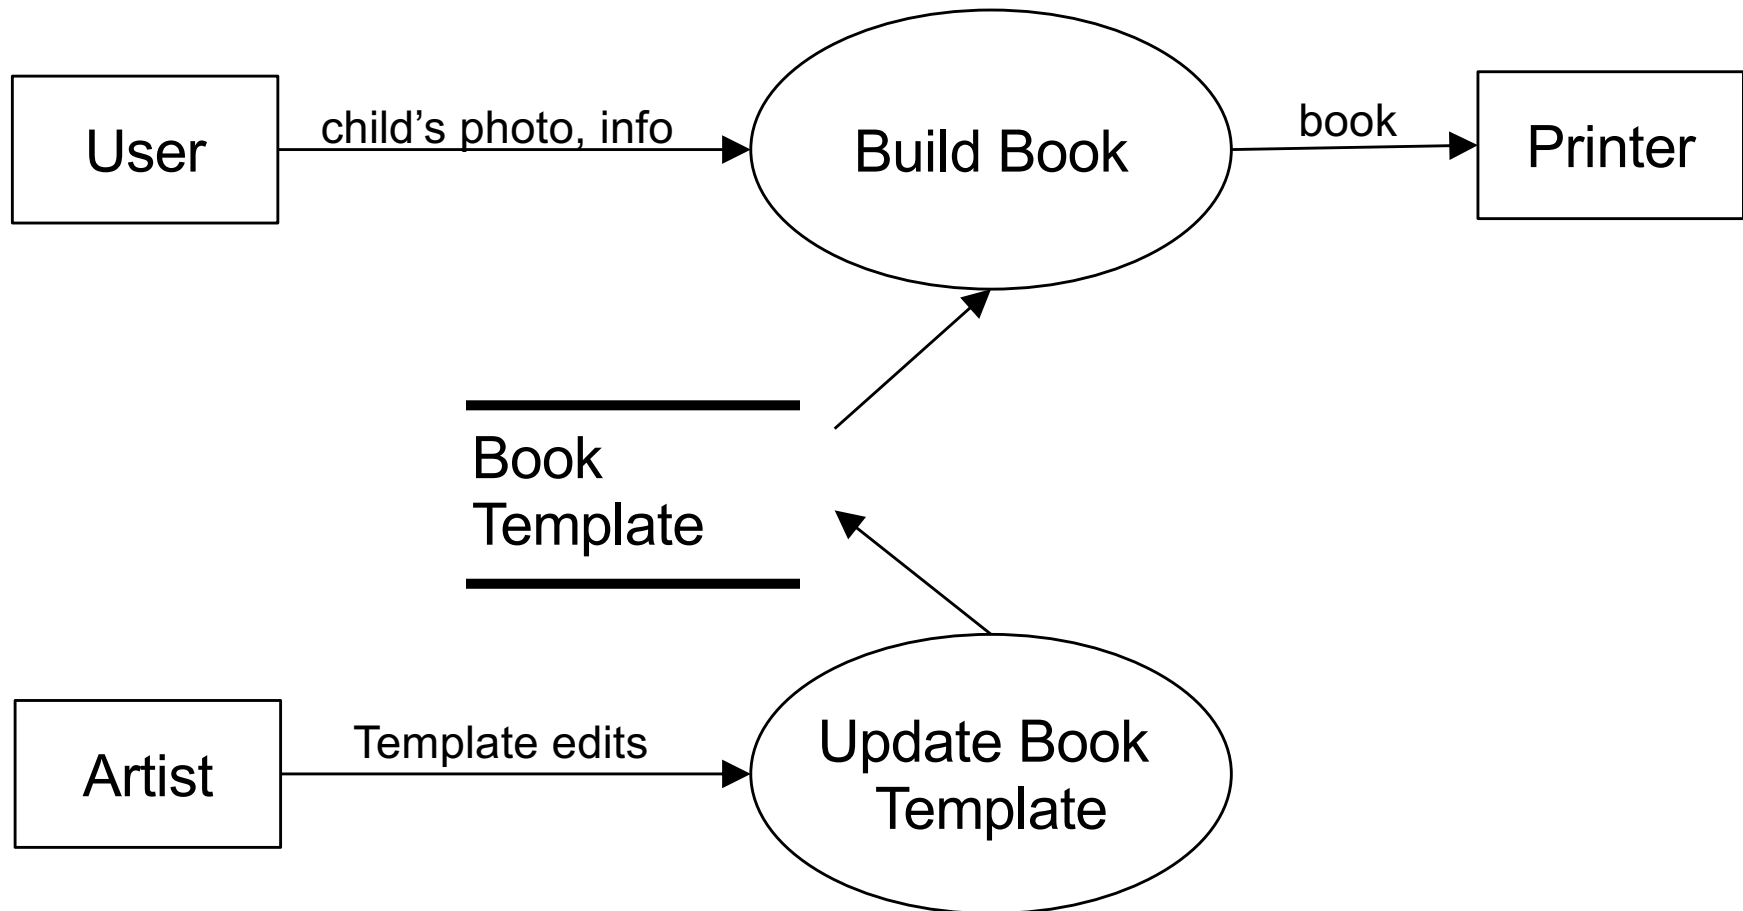 User
child’s photo, info
Build Book
book
Printer
Book
Template
Artist
Template edits
Update Book
Template